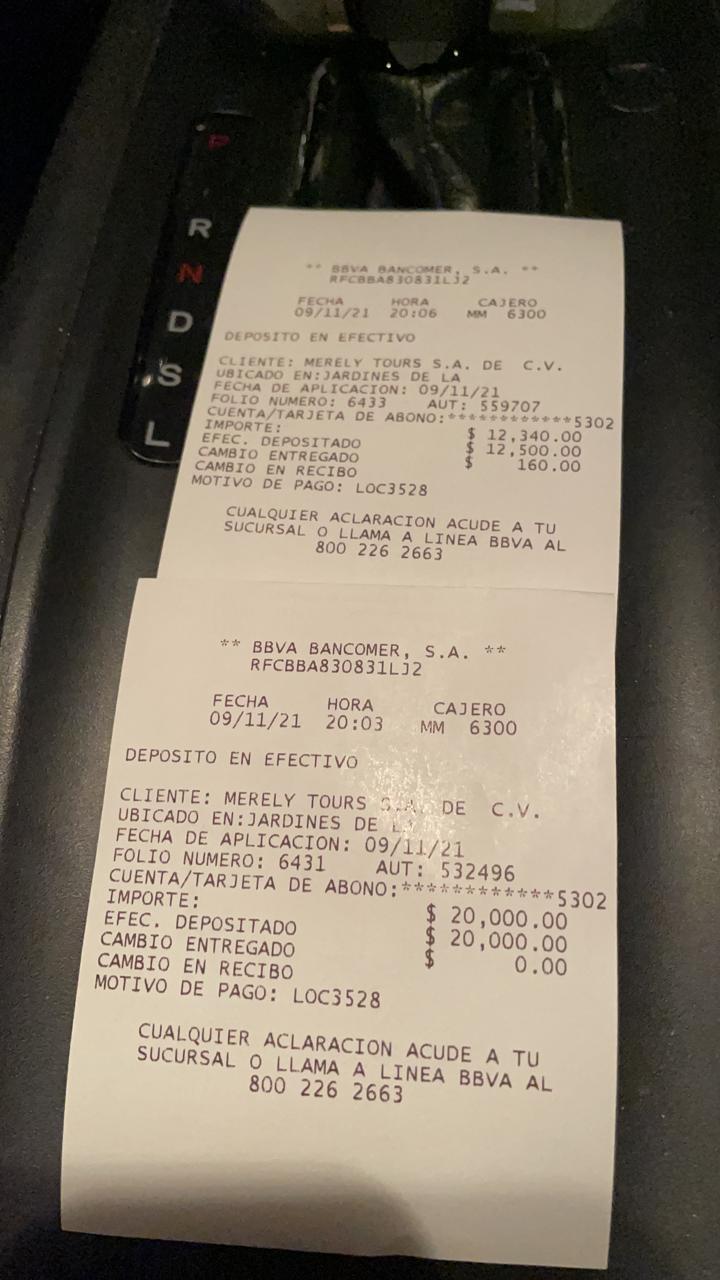 P
R
N
D
S
L
** BBVA BANCOMER, S.A. **
RFCBBA830831LJ2
FECHA HORA CAJERO
09/11/21 20:06 MM 6300
DEPOSITO EN EFECTIVO
CLIENTE: MERELY TOURS S.A. DE C.V.
UBICADO EN:JARDINES DE LA
FECHA DE APLICACION: 09/11/21
FOLIO NUMERO: 6433 AUT: 559707
CUENTA/TARJETA DE ABONO:************5302
IMPORTE: $ 12,340.00
EFEC. DEPOSITADO $ 12,500.00
CAMBIO ENTREGADO $ 160.00
CAMBIO EN RECIBO
MOTIVO DE PAGO: LOC3528
CUALQUIER ACLARACION ACUDE A TU
SUCURSAL O LLAMA A LINEA BBVA AL
800 226 2663
** BBVA BANCOMER, S.A. **
RFCBBA830831LJ2
FECHA HORA CAJERO
09/11/21 20:03 MM 6300
DEPOSITO EN EFECTIVO
CLIENTE: MERELY TOURS S.A. DE C.V.
UBICADO EN:JARDINES DE LA
FECHA DE APLICACION: 09/11/21
FOLIO NUMERO: 6431 AUT: 532496
CUENTA/TARJETA DE ABONO:************5302
IMPORTE: $ 20,000.00
EFEC. DEPOSITADO $ 20,000.00
CAMBIO ENTREGADO $ 0.00
CAMBIO EN RECIBO
MOTIVO DE PAGO: LOC3528
CUALQUIER ACLARACION ACUDE A TU
SUCURSAL O LLAMA A LINEA BBVA AL
800 226 2663